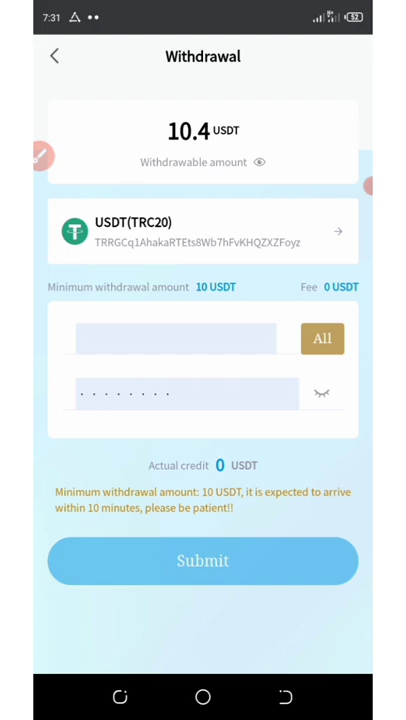 7:31
52
Withdrawal
10.4 USDT
Withdrawable amount
USDT(TRC20)
TRRGCq1AhakaRTEts8Wb7hFvKHQZXZFoyz
Minimum withdrawal amount 10 USDT Fee 0 USDT
All
Actual credit 0 USDT
Minimum withdrawal amount: 10 USDT, it is expected to arrive
within 10 minutes, please be patient!!
Submit